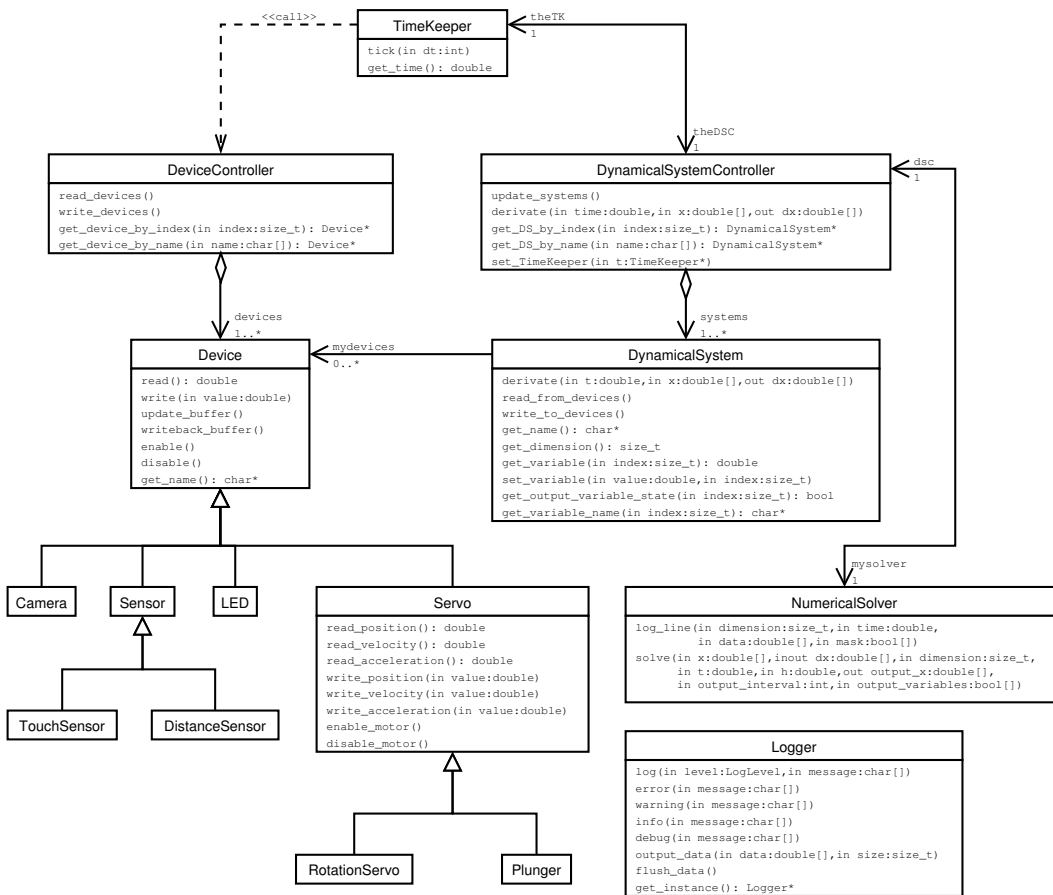 <<call>>
TimeKeeper
tick(in dt:int)
get_time(): double
theTK
1
theDSC
1
DeviceController
read_devices()
write_devices()
get_device_by_index(in index:size_t): Device*
get_device_by_name(in name:char[]): Device*
DynamicalSystemController
update_systems()
derivate(in time:double,in x:double[],out dx:double[])
get_DS_by_index(in index:size_t): DynamicalSystem*
get_DS_by_name(in name:char[]): DynamicalSystem*
set_TimeKeeper(in t:TimeKeeper*)
dsc
1
devices
1..*
systems
1..*
Device
read(): double
write(in value:double)
update_buffer()
writeback_buffer()
enable()
disable()
get_name(): char*
mydevices
0..*
DynamicalSystem
derivate(in t:double,in x:double[],out dx:double[])
read_from_devices()
write_to_devices()
get_name(): char*
get_dimension(): size_t
get_variable(in index:size_t): double
set_variable(in value:double,in index:size_t)
get_output_variable_state(in index:size_t): bool
get_variable_name(in index:size_t): char*
mysolver
1
Camera
Sensor
LED
Servo
read_position(): double
read_velocity(): double
read_acceleration(): double
write_position(in value:double)
write_velocity(in value:double)
write_acceleration(in value:double)
enable_motor()
disable_motor()
NumericalSolver
log_line(in dimension:size_t,in time:double,
in data:double[],in mask:bool[])
solve(in x:double[],inout dx:double[],in dimension:size_t,
in t:double,in h:double,out output_x:double[],
in output_interval:int,in output_variables:bool[])
TouchSensor
DistanceSensor
Logger
log(in level:LogLevel,in message:char[])
error(in message:char[])
warning(in message:char[])
info(in message:char[])
debug(in message:char[])
output_data(in data:double[],in size:size_t)
flush_data()
get_instance(): Logger*
RotationServo
Plunger